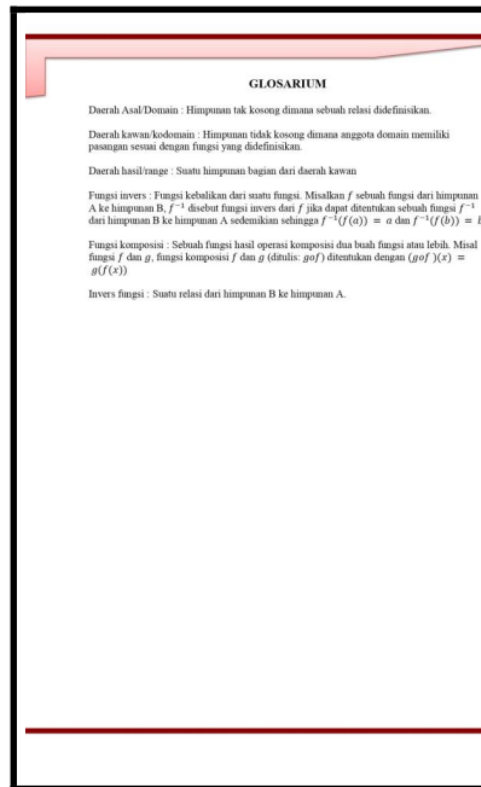 GLOSARIUM
Daerah Asal/Domain : Himpunan tak kosong dimana sebuah relasi didefinisikan.
Daerah kawan/kodomain : Himpunan tidak kosong dimana anggota domain memiliki
pasangan sesuai dengan fungsi yang didefinisikan.
Daerah hasil/range : Suatu himpunan bagian dari daerah kawan
Fungsi invers : Fungsi kebalikan dari suatu fungsi. Misalkan f sebuah fungsi dari himpunan
A ke himpunan B, f⁻¹ disebut fungsi invers dari f jika dapat ditentukan sebuah fungsi f⁻¹
dari himpunan B ke himpunan A sedemikian sehingga f⁻¹(f(a)) = a dan f⁻¹(f(b)) = b
Fungsi komposisi : Sebuah fungsi hasil operasi komposisi dua buah fungsi atau lebih. Misal
fungsi f dan g, fungsi komposisi f dan g (ditulis: gof) ditentukan dengan (gof )(x) =
g(f(x))
Invers fungsi : Suatu relasi dari himpunan B ke himpunan A.